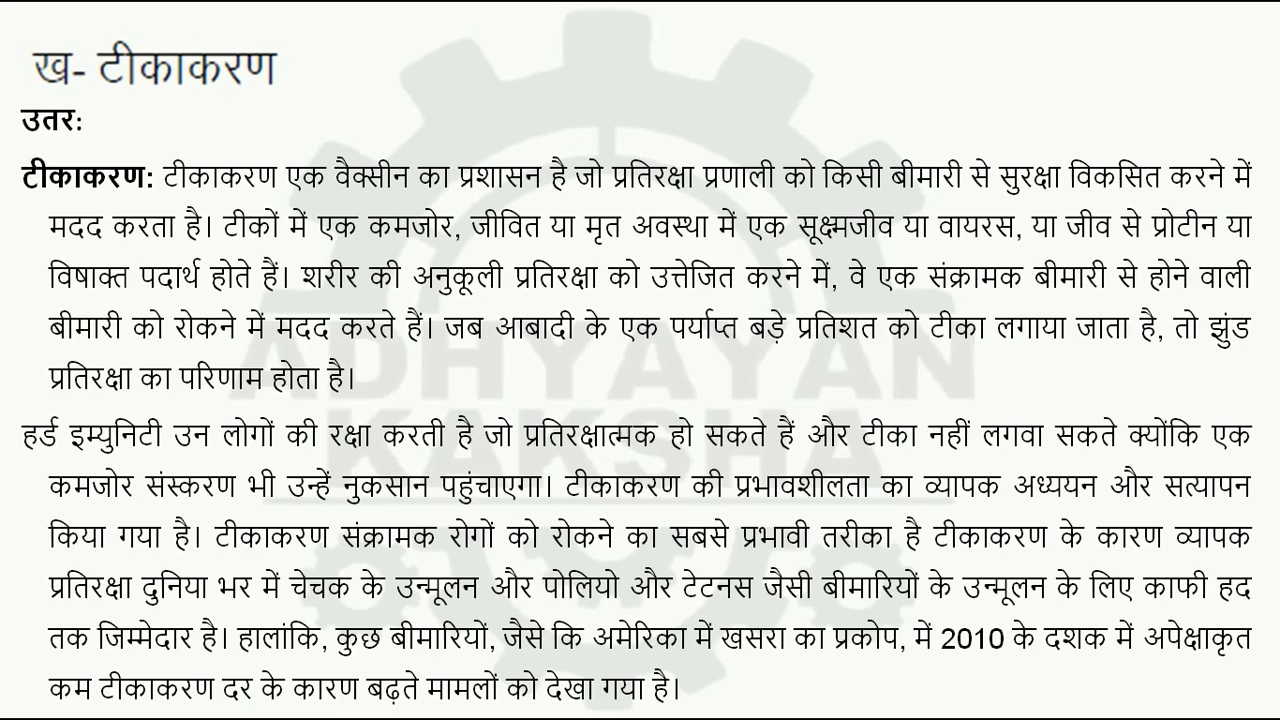 ख- टीकाकरण
उतर:
टीकाकरण: टीकाकरण एक वैक्सीन का प्रशासन है जो प्रतिरक्षा प्रणाली को किसी बीमारी से सुरक्षा विकसित करने में
मदद करता है। टीकों में एक कमजोर, जीवित या मृत अवस्था में एक सूक्ष्मजीव या वायरस, या जीव से प्रोटीन या
विषाक्त पदार्थ होते हैं। शरीर की अनुकूली प्रतिरक्षा को उत्तेजित करने में, वे एक संक्रामक बीमारी से होने वाली
बीमारी को रोकने में मदद करते हैं। जब आबादी के एक पर्याप्त बड़े प्रतिशत को टीका लगाया जाता है, तो झुंड
प्रतिरक्षा का परिणाम होता है।
हर्ड इम्युनिटी उन लोगों की रक्षा करती है जो प्रतिरक्षात्मक हो सकते हैं और टीका नहीं लगवा सकते क्योंकि एक
कमजोर संस्करण भी उन्हें नुकसान पहुंचाएगा। टीकाकरण की प्रभावशीलता का व्यापक अध्ययन और सत्यापन
किया गया है। टीकाकरण संक्रामक रोगों को रोकने का सबसे प्रभावी तरीका है टीकाकरण के कारण व्यापक
प्रतिरक्षा दुनिया भर में चेचक के उन्मूलन और पोलियो और टेटनस जैसी बीमारियों के उन्मूलन के लिए काफी हद
तक जिम्मेदार है। हालांकि, कुछ बीमारियों, जैसे कि अमेरिका में खसरा का प्रकोप, में 2010 के दशक में अपेक्षाकृत
कम टीकाकरण दर के कारण बढ़ते मामलों को देखा गया है।
ADHYAYAN
KAKSHA